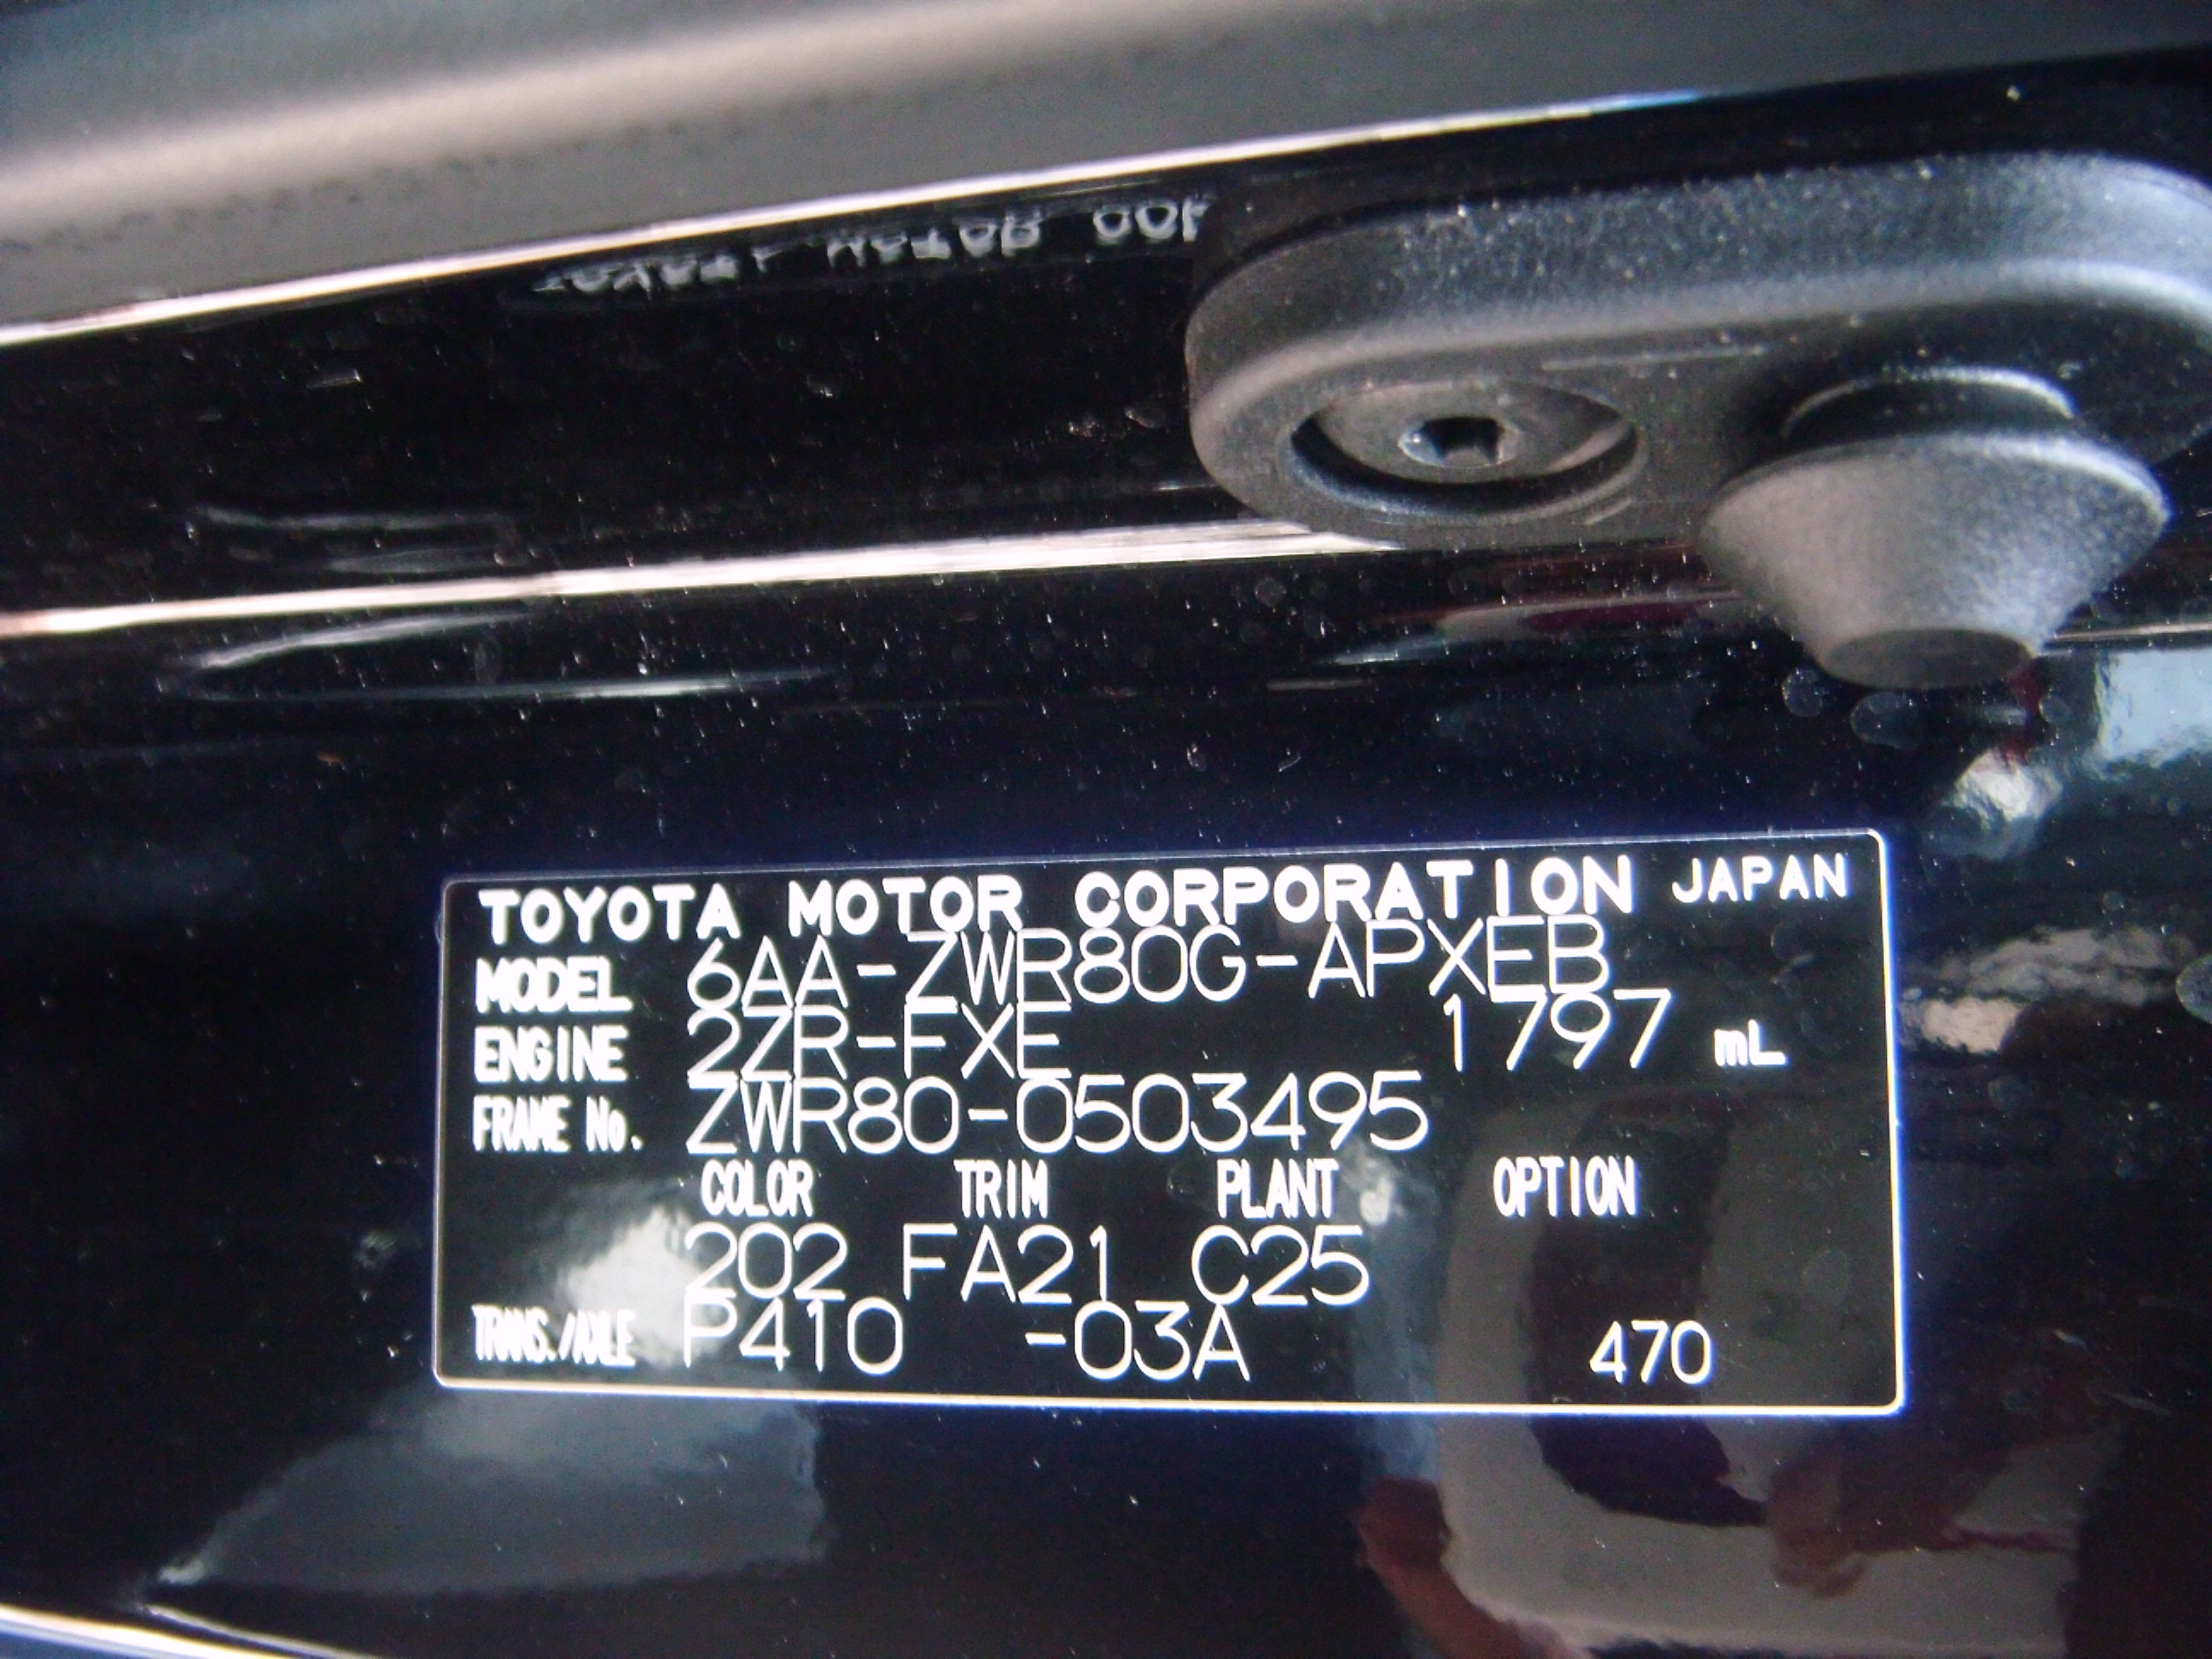 TOYOTA MOTOR CORPORATION JAPAN
MODEL 6AA-ZWR80G-APXEB
ENGINE 2ZR-FXE 1797 mL
FRAME No. ZWR80-0503495
COLOR TRIM PLANT OPTION
202 FA21 C25
TRANS./AXLE P410 -03A 470